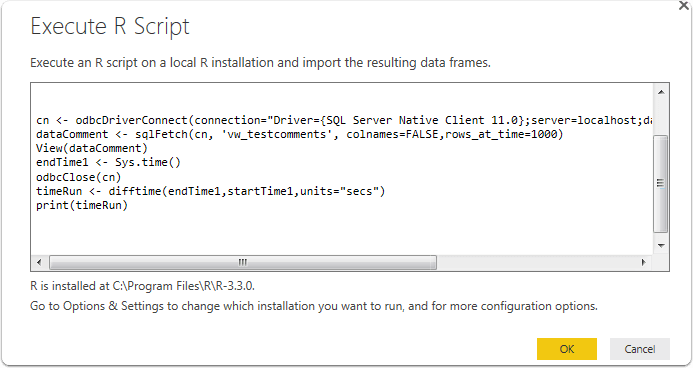 Execute R Script
Execute an R script on a local R installation and import the resulting data frames.
cn <- odbcDriverConnect(connection="Driver={SQL Server Native Client 11.0};server=localhost;da
dataComment <- sqlFetch(cn, 'vw_testcomments', colnames=FALSE,rows_at_time=1000)
View(dataComment)
endTime1 <- Sys.time()
odbcClose(cn)
timeRun <- difftime(endTime1,startTime1,units="secs")
print(timeRun)
R is installed at C:\Program Files\R\R-3.3.0.
Go to Options & Settings to change which installation you want to run, and for more configuration options.
OK
Cancel